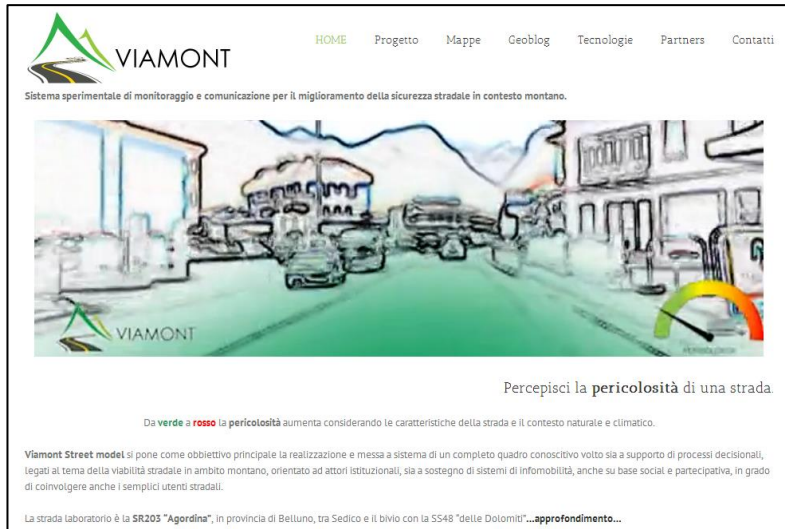 VIAMONT
HOME Progetto Mappe Geoblog Tecnologie Partners Contatti
Sistema sperimentale di monitoraggio e comunicazione per il miglioramento della sicurezza stradale in contesto montano.
VIAMONT
PERICOLOSITA'
Percepisci la pericolosità di una strada.
Da verde a rosso la pericolosità aumenta considerando le caratteristiche della strada e il contesto naturale e climatico.
Viamont Street model si pone come obbiettivo principale la realizzazione e messa a sistema di un completo quadro conoscitivo volto sia a supporto di processi decisionali,
legati al tema della viabilità stradale in ambito montano, orientato ad attori istituzionali, sia a sostegno di sistemi di infomobilità, anche su base social e partecipativa, in grado
di coinvolgere anche i semplici utenti stradali.
La strada laboratorio è la SR203 "Agordina", in provincia di Belluno, tra Sedico e il bivio con la SS48 "delle Dolomiti"...approfondimento...